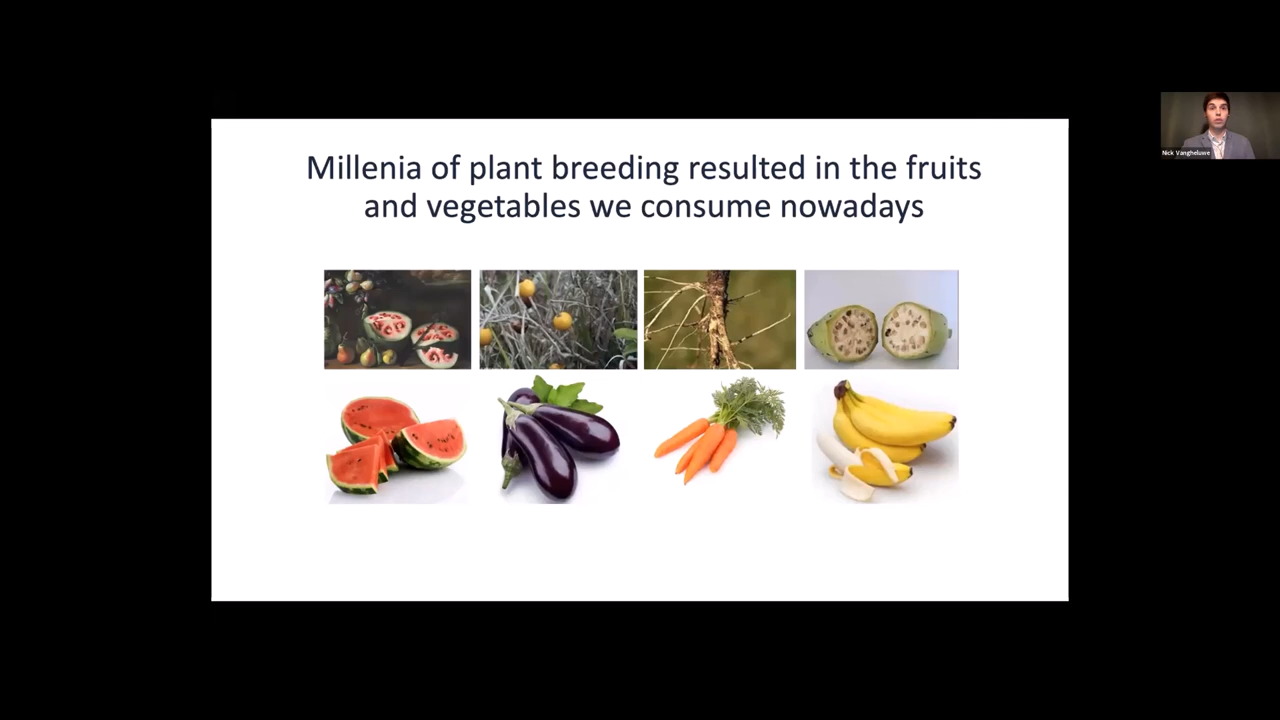 Millenia of plant breeding resulted in the fruits
and vegetables we consume nowadays
Nick Vangheluwe